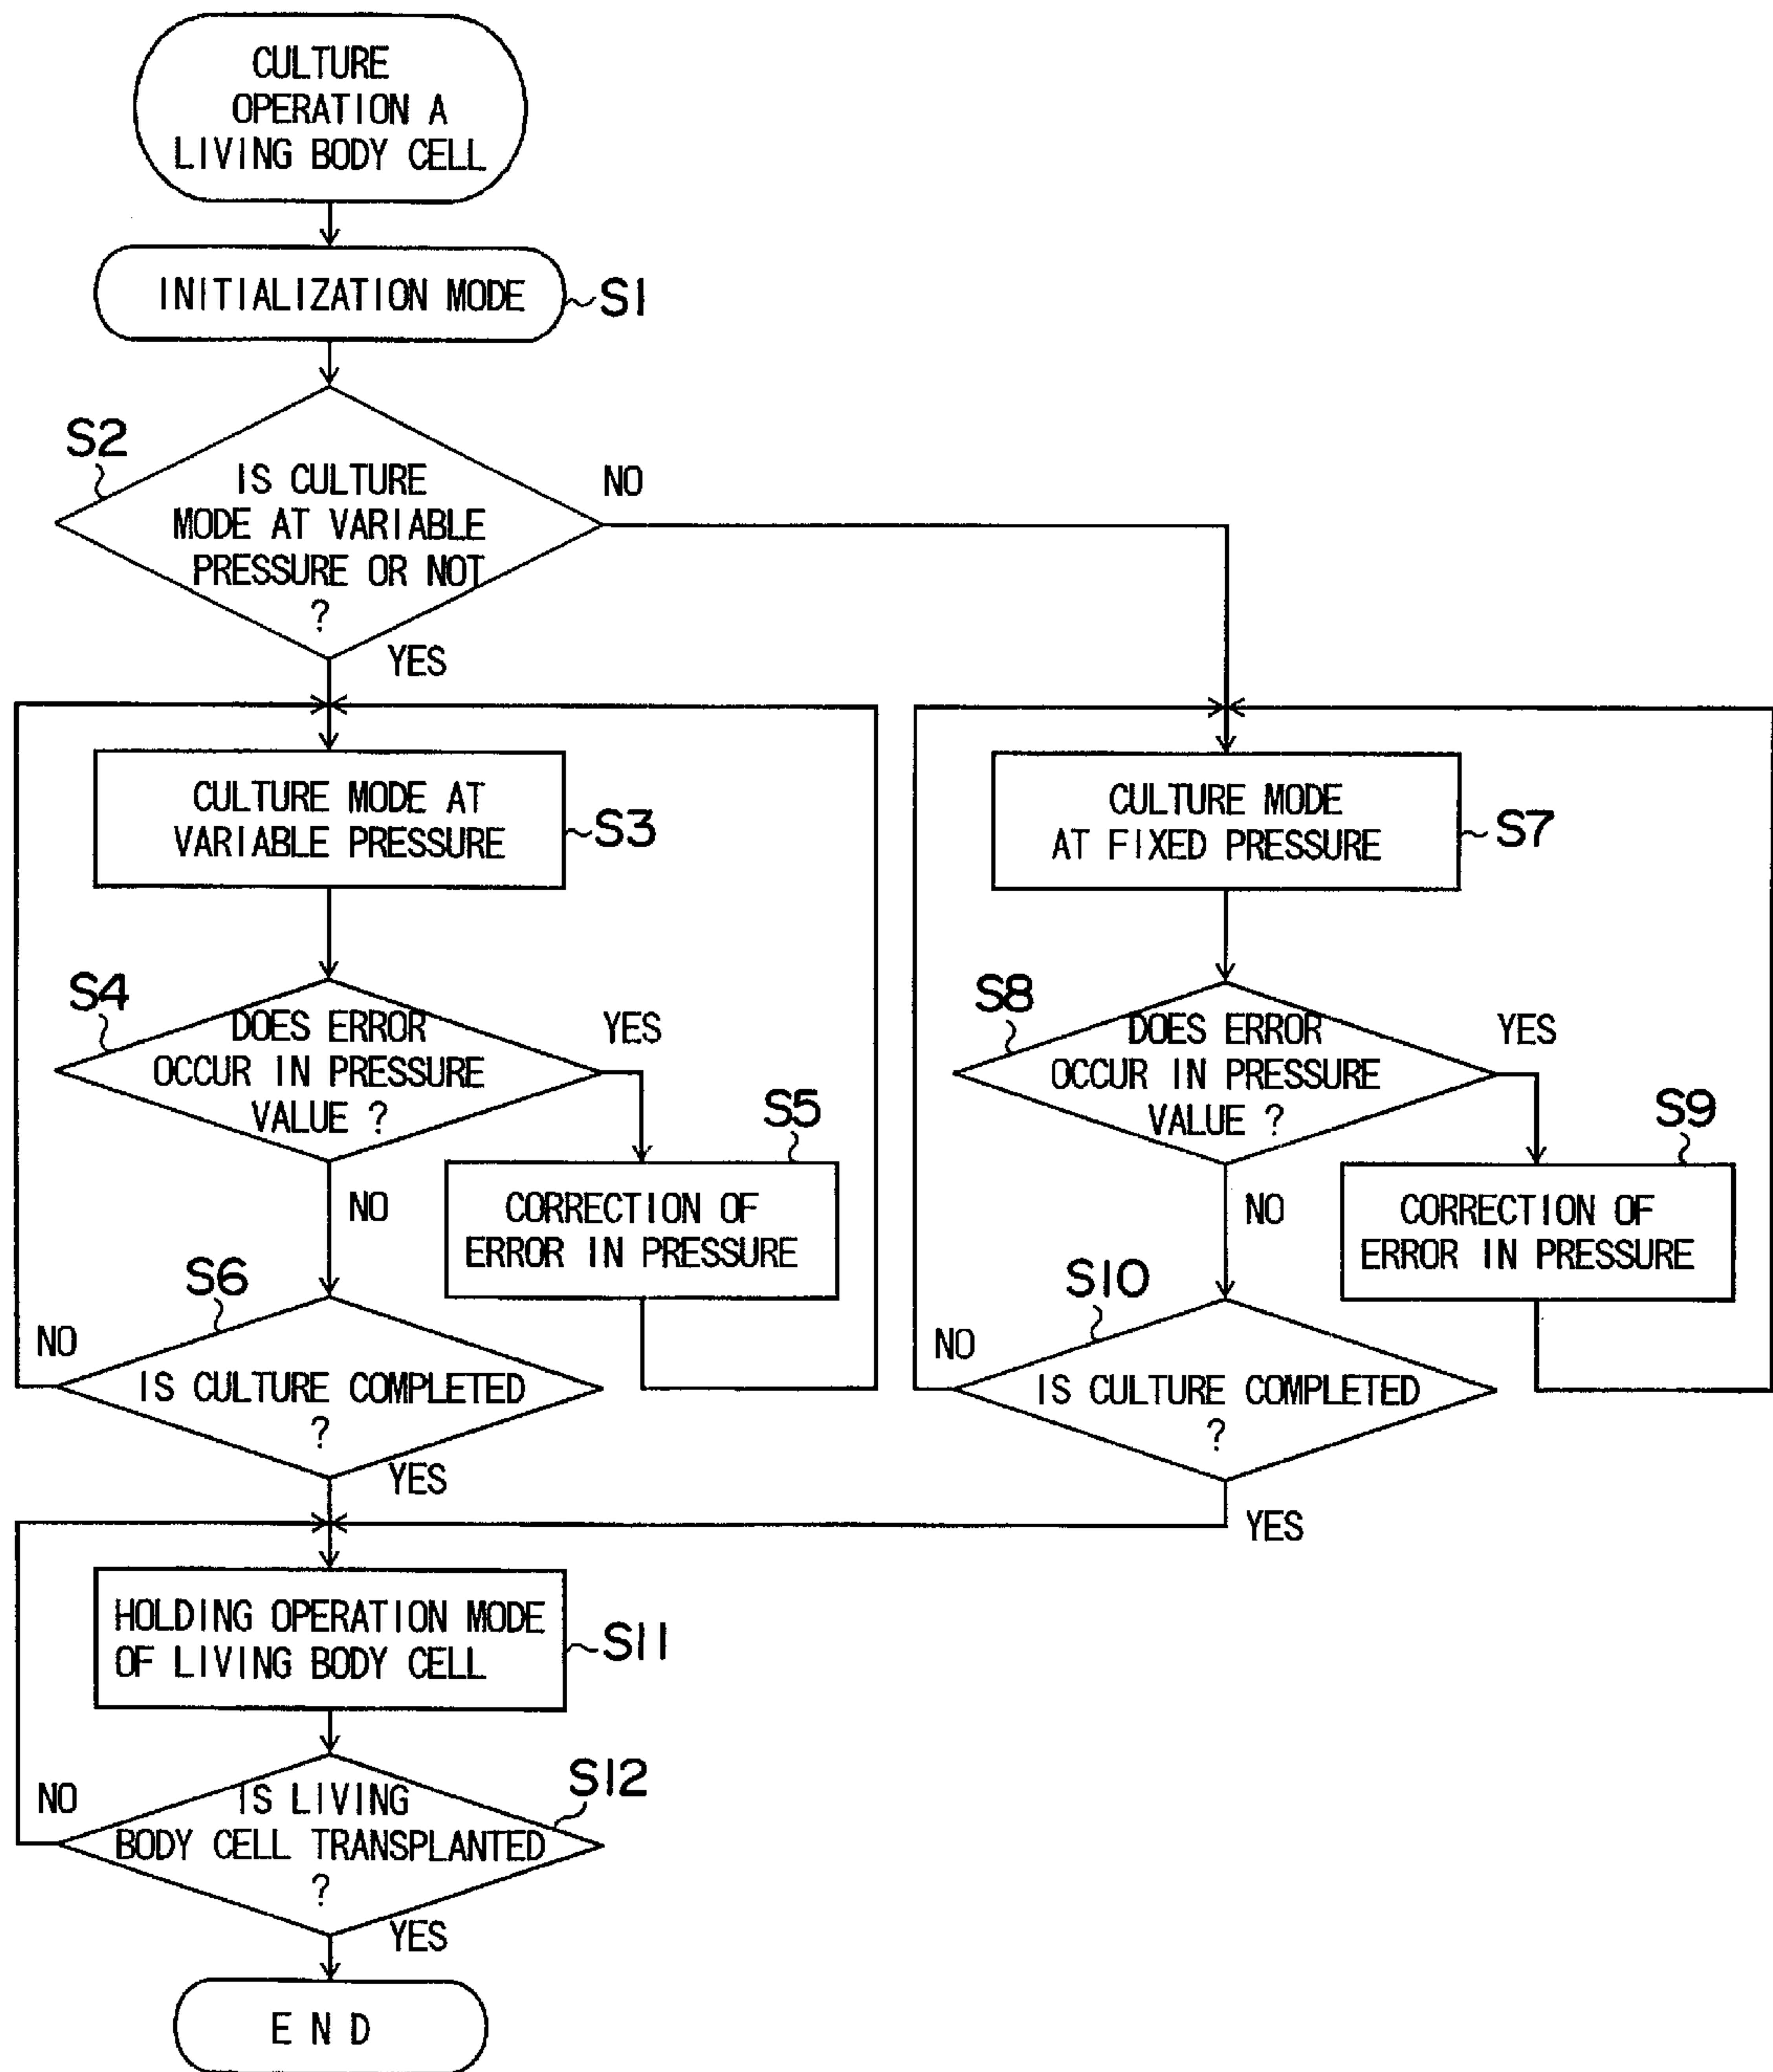 CULTURE
OPERATION A
LIVING BODY CELL
INITIALIZATION MODE
S1
S2
IS CULTURE
MODE AT VARIABLE
PRESSURE OR NOT
?
NO
YES
CULTURE MODE AT
VARIABLE PRESSURE
S3
S4
DOES ERROR
OCCUR IN PRESSURE
VALUE ?
YES
NO
S5
CORRECTION OF
ERROR IN PRESSURE
S6
NO
IS CULTURE COMPLETED
?
YES
CULTURE MODE
AT FIXED PRESSURE
S7
S8
DOES ERROR
OCCUR IN PRESSURE
VALUE ?
YES
NO
S9
CORRECTION OF
ERROR IN PRESSURE
S10
NO
IS CULTURE COMPLETED
?
YES
HOLDING OPERATION MODE
OF LIVING BODY CELL
S11
S12
NO
IS LIVING
BODY CELL TRANSPLANTED
?
YES
END